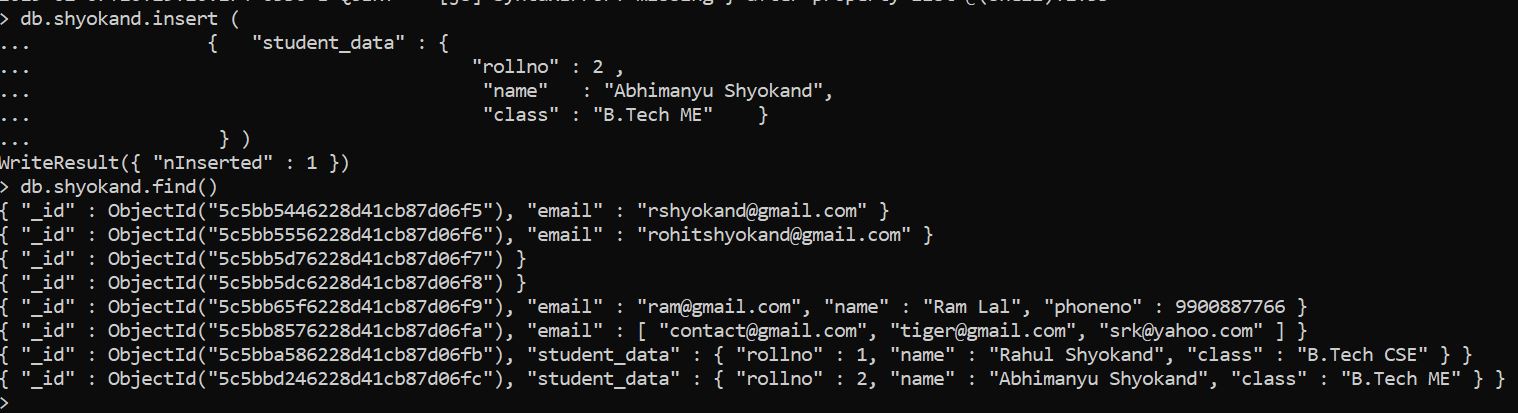 > db.shyokand.insert (
... { "student_data" : {
... "rollno" : 2 ,
... "name" : "Abhimanyu Shyokand",
... "class" : "B.Tech ME" }
... } )
WriteResult({ "nInserted" : 1 })
> db.shyokand.find()
{ "_id" : ObjectId("5c5bb5446228d41cb87d06f5"), "email" : "rshyokand@gmail.com" }
{ "_id" : ObjectId("5c5bb5556228d41cb87d06f6"), "email" : "rohitshyokand@gmail.com" }
{ "_id" : ObjectId("5c5bb5d76228d41cb87d06f7") }
{ "_id" : ObjectId("5c5bb5dc6228d41cb87d06f8") }
{ "_id" : ObjectId("5c5bb65f6228d41cb87d06f9"), "email" : "ram@gmail.com", "name" : "Ram Lal", "phoneno" : 9900887766 }
{ "_id" : ObjectId("5c5bb8576228d41cb87d06fa"), "email" : [ "contact@gmail.com", "tiger@gmail.com", "srk@yahoo.com" ] }
{ "_id" : ObjectId("5c5bba586228d41cb87d06fb"), "student_data" : { "rollno" : 1, "name" : "Rahul Shyokand", "class" : "B.Tech CSE" } }
{ "_id" : ObjectId("5c5bbd246228d41cb87d06fc"), "student_data" : { "rollno" : 2, "name" : "Abhimanyu Shyokand", "class" : "B.Tech ME" } }
>